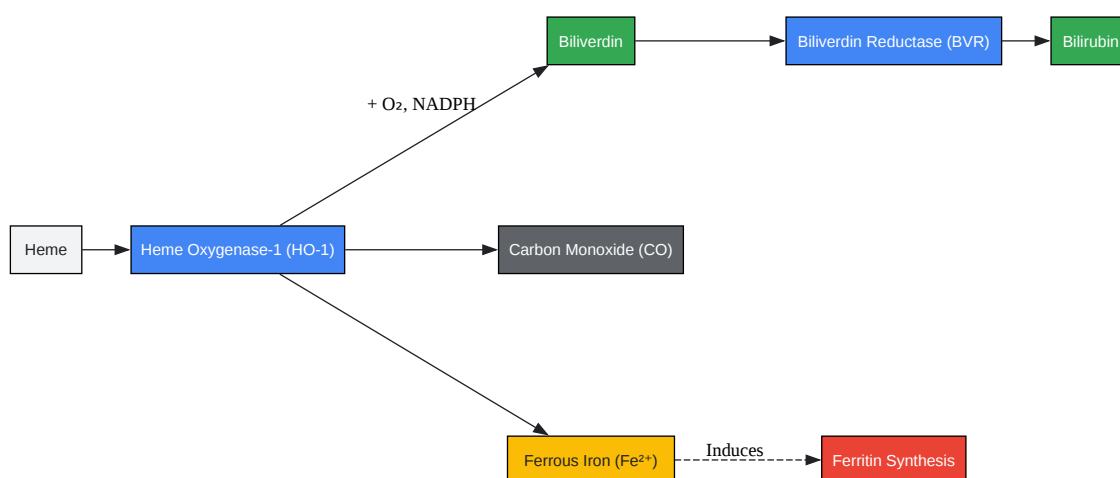 Biliverdin
Biliverdin Reductase (BVR)
Bilirubin
+ O₂, NADPH
Heme
Heme Oxygenase-1 (HO-1)
Carbon Monoxide (CO)
Ferrous Iron (Fe²⁺)
Induces
Ferritin Synthesis